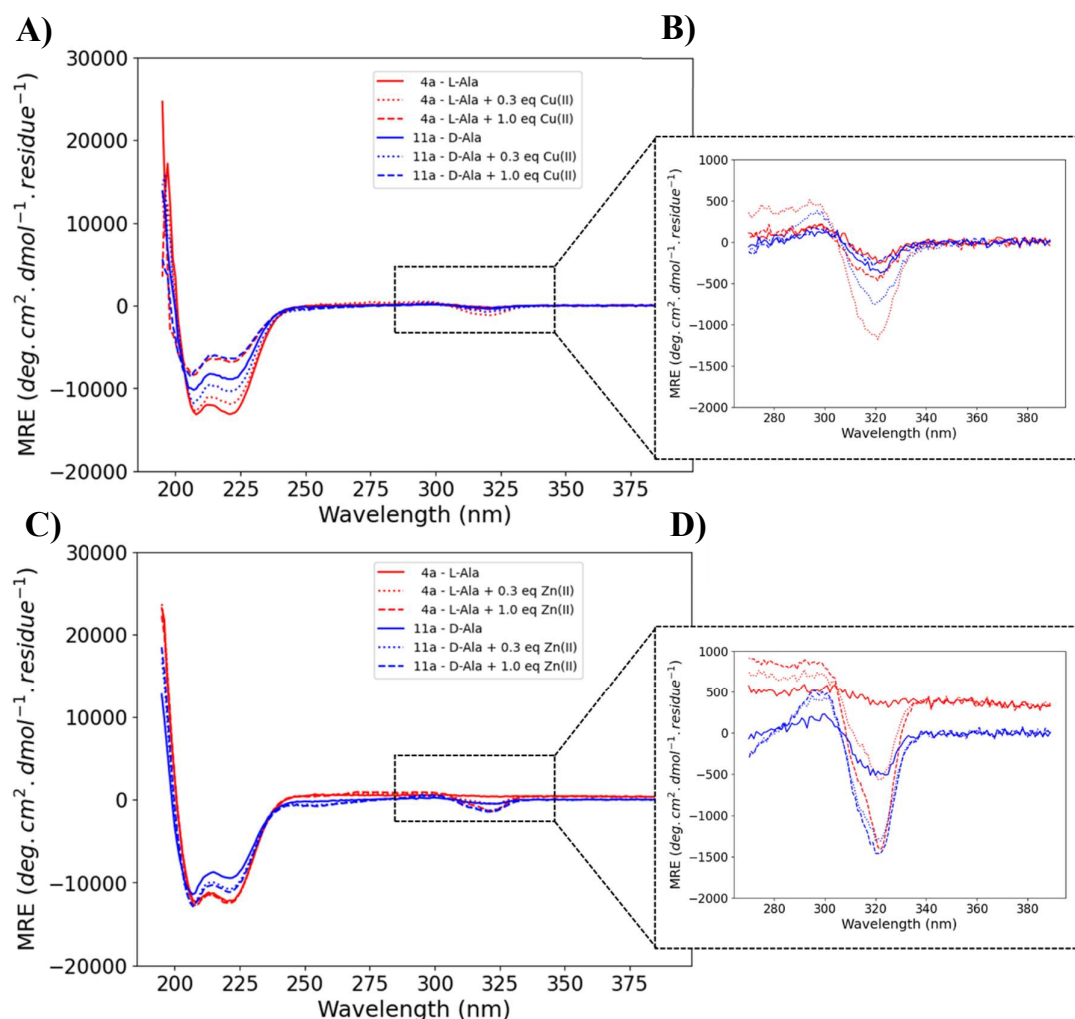 A)
B)
30000
20000
10000
0
−10000
−20000
MRE (deg. cm². dmol⁻¹. residue⁻¹)
4a - L-Ala
4a - L-Ala + 0.3 eq Cu(II)
4a - L-Ala + 1.0 eq Cu(II)
11a - D-Ala
11a - D-Ala + 0.3 eq Cu(II)
11a - D-Ala + 1.0 eq Cu(II)
200 225 250 275 300 325 350 375
Wavelength (nm)
1000
500
0
−500
−1000
−1500
−2000
MRE (deg. cm². dmol⁻¹. residue⁻¹)
280 300 320 340 360 380
Wavelength (nm)
C)
D)
30000
20000
10000
0
−10000
−20000
MRE (deg. cm². dmol⁻¹. residue⁻¹)
4a - L-Ala
4a - L-Ala + 0.3 eq Zn(II)
4a - L-Ala + 1.0 eq Zn(II)
11a - D-Ala
11a - D-Ala + 0.3 eq Zn(II)
11a - D-Ala + 1.0 eq Zn(II)
200 225 250 275 300 325 350 375
Wavelength (nm)
1000
500
0
−500
−1000
−1500
−2000
MRE (deg. cm². dmol⁻¹. residue⁻¹)
280 300 320 340 360 380
Wavelength (nm)